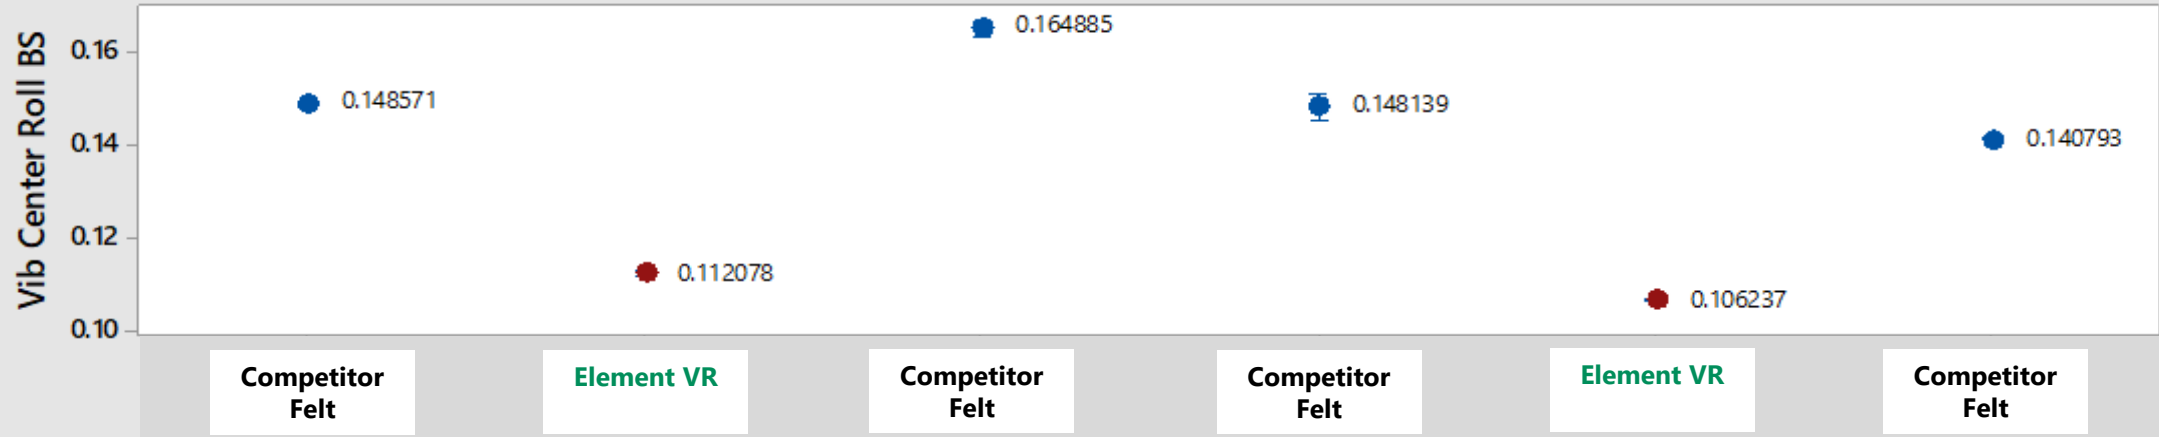 Vib Center Roll BS
0.16
0.14
0.12
0.10
0.148571
0.112078
0.164885
0.148139
0.106237
0.140793
Competitor
Felt
Element VR
Competitor
Felt
Competitor
Felt
Element VR
Competitor
Felt